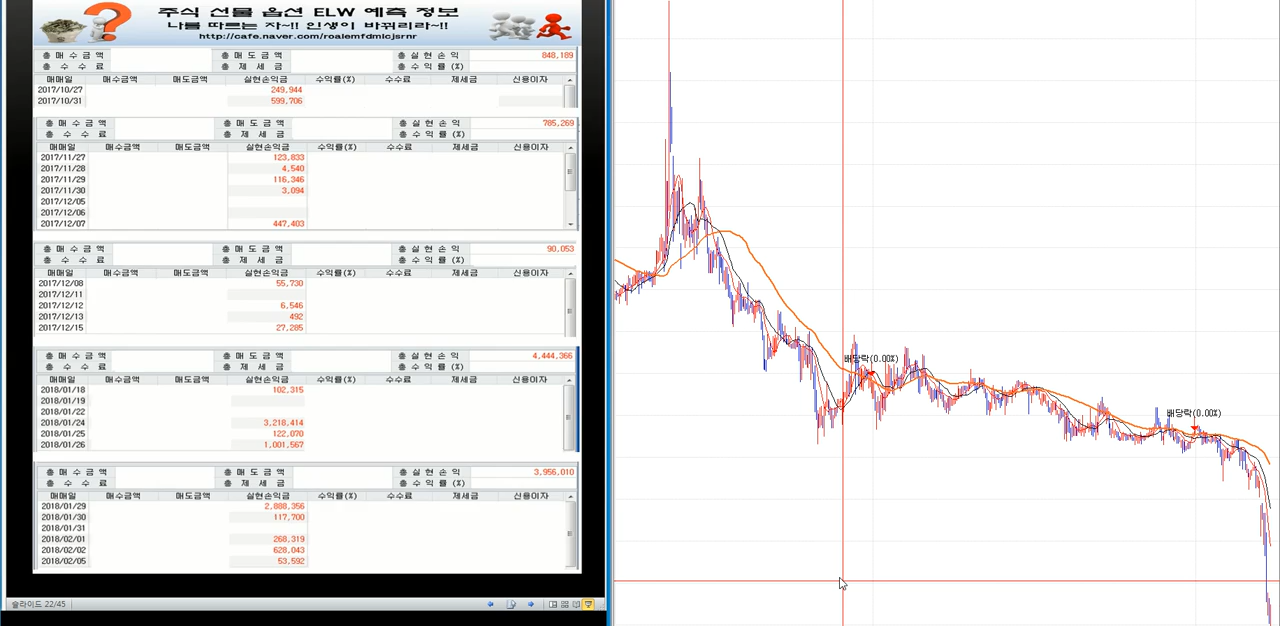 주식 선물 옵션 ELW 예측 정보
나를 따르는 자~!! 인생이 바뀌리라~!!
http://cafe.naver.com/roalemfdmlcjsrnr
총 매 수 금 액 총 매 도 금 액 총 실 현 손 익 848,189
총 수 수 료 총 제 세 금 총 수 익 률 (%)
매매일 매수금액 매도금액 실현손익금 수익률(%) 수수료 제세금 신용이자
2017/10/27 249,944
2017/10/31 599,706
총 매 수 금 액 총 매 도 금 액 총 실 현 손 익 785,269
총 수 수 료 총 제 세 금 총 수 익 률 (%)
매매일 매수금액 매도금액 실현손익금 수익률(%) 수수료 제세금 신용이자
2017/11/27 123,833
2017/11/28 4,540
2017/11/29 116,346
2017/11/30 3,094
2017/12/05
2017/12/06
2017/12/07 447,403
총 매 수 금 액 총 매 도 금 액 총 실 현 손 익 90,053
총 수 수 료 총 제 세 금 총 수 익 률 (%)
매매일 매수금액 매도금액 실현손익금 수익률(%) 수수료 제세금 신용이자
2017/12/08 55,730
2017/12/11
2017/12/12 6,546
2017/12/13 492
2017/12/15 27,285
총 매 수 금 액 총 매 도 금 액 총 실 현 손 익 4,444,366
총 수 수 료 총 제 세 금 총 수 익 률 (%)
매매일 매수금액 매도금액 실현손익금 수익률(%) 수수료 제세금 신용이자
2018/01/18 102,315
2018/01/19
2018/01/22
2018/01/24 3,218,414
2018/01/25 122,070
2018/01/26 1,001,567
총 매 수 금 액 총 매 도 금 액 총 실 현 손 익 3,956,010
총 수 수 료 총 제 세 금 총 수 익 률 (%)
매매일 매수금액 매도금액 실현손익금 수익률(%) 수수료 제세금 신용이자
2018/01/29 2,888,356
2018/01/30 117,700
2018/01/31
2018/02/01 268,319
2018/02/02 628,043
2018/02/05 53,592
슬라이드 22/45
배당락(0.00%)
배당락(0.00%)